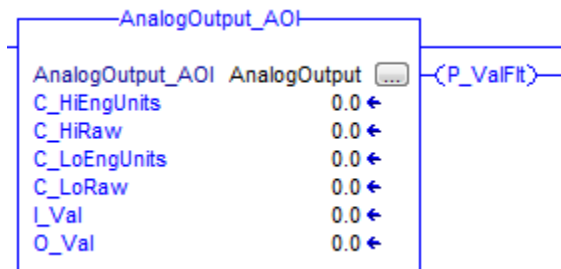 AnalogOutput_AOI
AnalogOutput_AOI AnalogOutput ... P_ValFlt
C_HiEngUnits 0.0
C_HiRaw 0.0
C_LoEngUnits 0.0
C_LoRaw 0.0
I_Val 0.0
O_Val 0.0